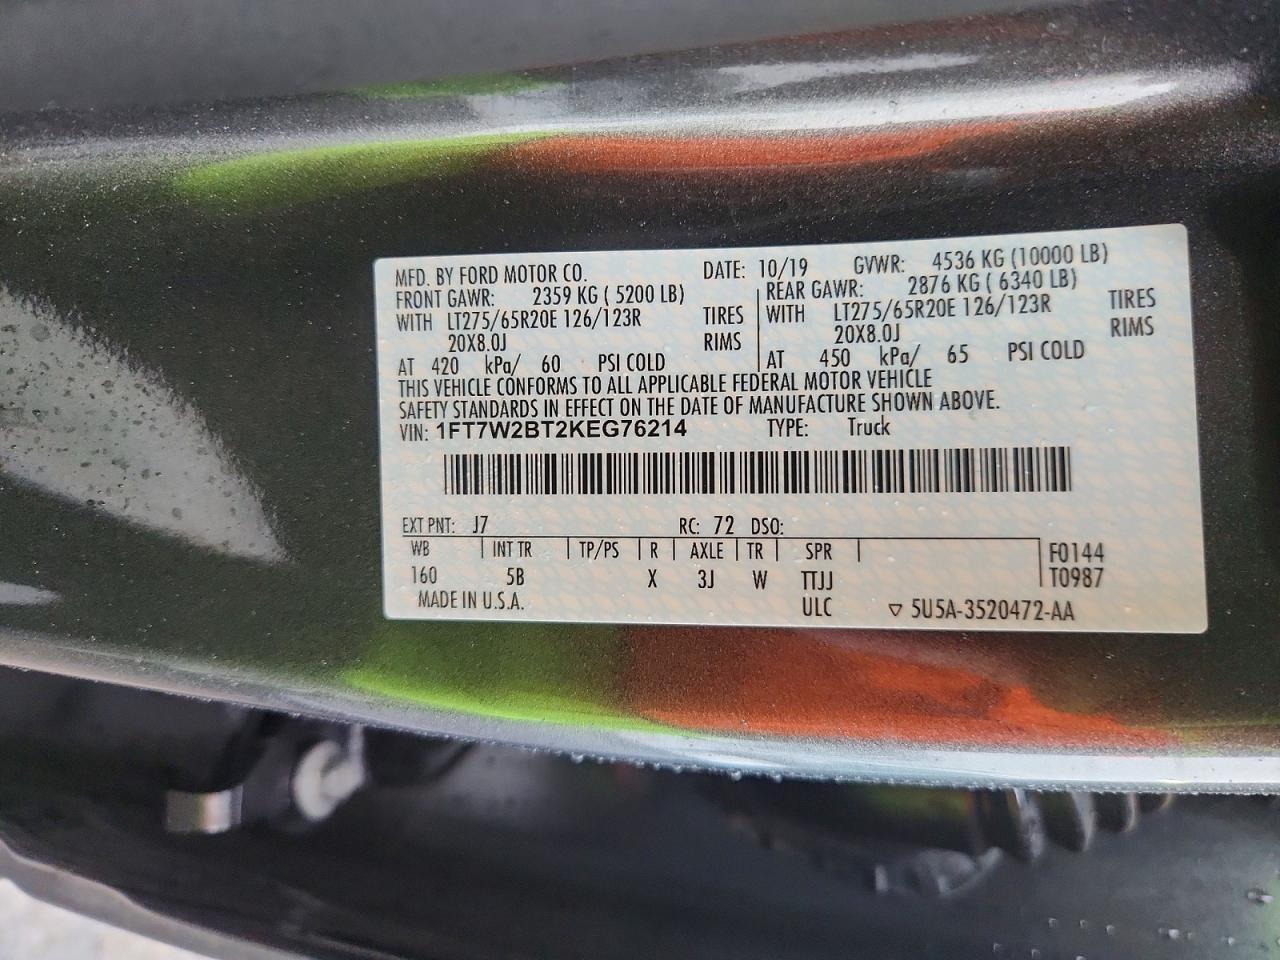 MFD. BY FORD MOTOR CO. DATE: 10/19 GVWR: 4536 KG (10000 LB)
FRONT GAWR: 2359 KG ( 5200 LB) REAR GAWR: 2876 KG ( 6340 LB)
WITH LT275/65R20E 126/123R TIRES WITH LT275/65R20E 126/123R TIRES
20X8.0J RIMS 20X8.0J RIMS
AT 420 kPa/ 60 PSI COLD AT 450 kPa/ 65 PSI COLD
THIS VEHICLE CONFORMS TO ALL APPLICABLE FEDERAL MOTOR VEHICLE
SAFETY STANDARDS IN EFFECT ON THE DATE OF MANUFACTURE SHOWN ABOVE.
VIN: 1FT7W2BT2KEG76214 TYPE: Truck
EXT PNT: J7 RC: 72 DSO:
WB INT TR TP/PS R AXLE TR SPR F0144
160 5B X 3J W TTJJ T0987
MADE IN U.S.A. ULC ▽ 5U5A-3520472-AA